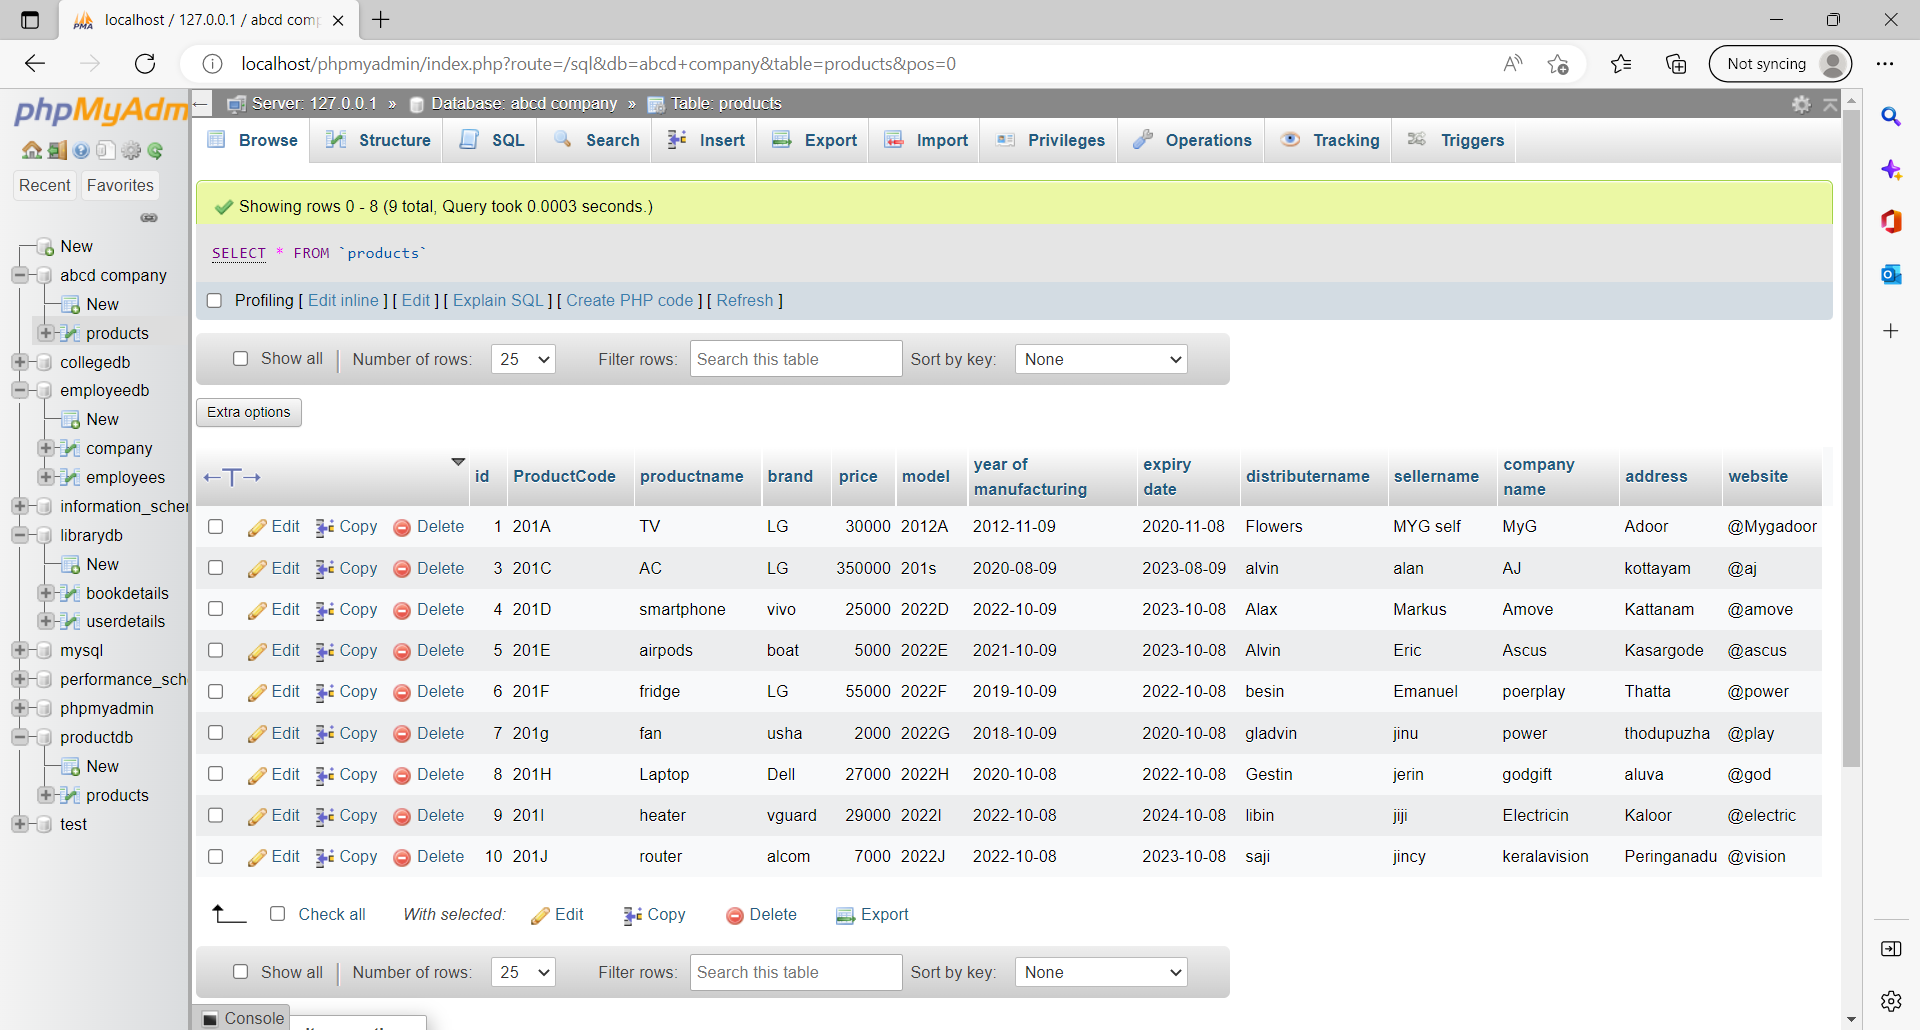 localhost / 127.0.0.1 / abcd comp
localhost/phpmyadmin/index.php?route=/sql&db=abcd+company&table=products&pos=0
Not syncing
phpMyAdm
Server: 127.0.0.1 » Database: abcd company » Table: products
Browse Structure SQL Search Insert Export Import Privileges Operations Tracking Triggers
Recent Favorites
New
abcd company
New
products
collegedb
employeedb
New
company
employees
information_scher
librarydb
New
bookdetails
userdetails
mysql
performance_sch
phpmyadmin
productdb
New
products
test
Showing rows 0 - 8 (9 total, Query took 0.0003 seconds.)
SELECT * FROM `products`
Profiling [ Edit inline ] [ Edit ] [ Explain SQL ] [ Create PHP code ] [ Refresh ]
Show all Number of rows: 25 Filter rows: Search this table Sort by key: None
Extra options
←T→ id ProductCode productname brand price model year of manufacturing expiry date distributername sellername company name address website
Edit Copy Delete 1 201A TV LG 30000 2012A 2012-11-09 2020-11-08 Flowers MYG self MyG Adoor @Mygadoor
Edit Copy Delete 3 201C AC LG 350000 201s 2020-08-09 2023-08-09 alvin alan AJ kottayam @aj
Edit Copy Delete 4 201D smartphone vivo 25000 2022D 2022-10-09 2023-10-08 Alax Markus Amove Kattanam @amove
Edit Copy Delete 5 201E airpods boat 5000 2022E 2021-10-09 2023-10-08 Alvin Eric Ascus Kasargode @ascus
Edit Copy Delete 6 201F fridge LG 55000 2022F 2019-10-09 2022-10-08 besin Emanuel poerplay Thatta @power
Edit Copy Delete 7 201g fan usha 2000 2022G 2018-10-09 2020-10-08 gladvin jinu power thodupuzha @play
Edit Copy Delete 8 201H Laptop Dell 27000 2022H 2020-10-08 2022-10-08 Gestin jerin godgift aluva @god
Edit Copy Delete 9 201I heater vguard 29000 2022I 2022-10-08 2024-10-08 libin jiji Electricin Kaloor @electric
Edit Copy Delete 10 201J router alcom 7000 2022J 2022-10-08 2023-10-08 saji jincy keralavision Peringanadu @vision
Check all With selected: Edit Copy Delete Export
Show all Number of rows: 25 Filter rows: Search this table Sort by key: None
Console